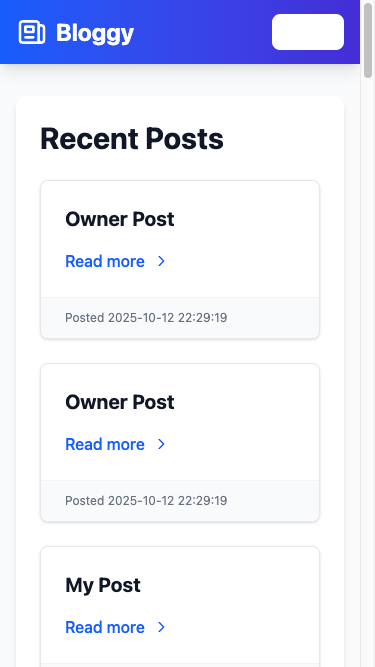 Bloggy
Recent Posts
Owner Post
Read more
Posted 2025-10-12 22:29:19
Owner Post
Read more
Posted 2025-10-12 22:29:19
My Post
Read more